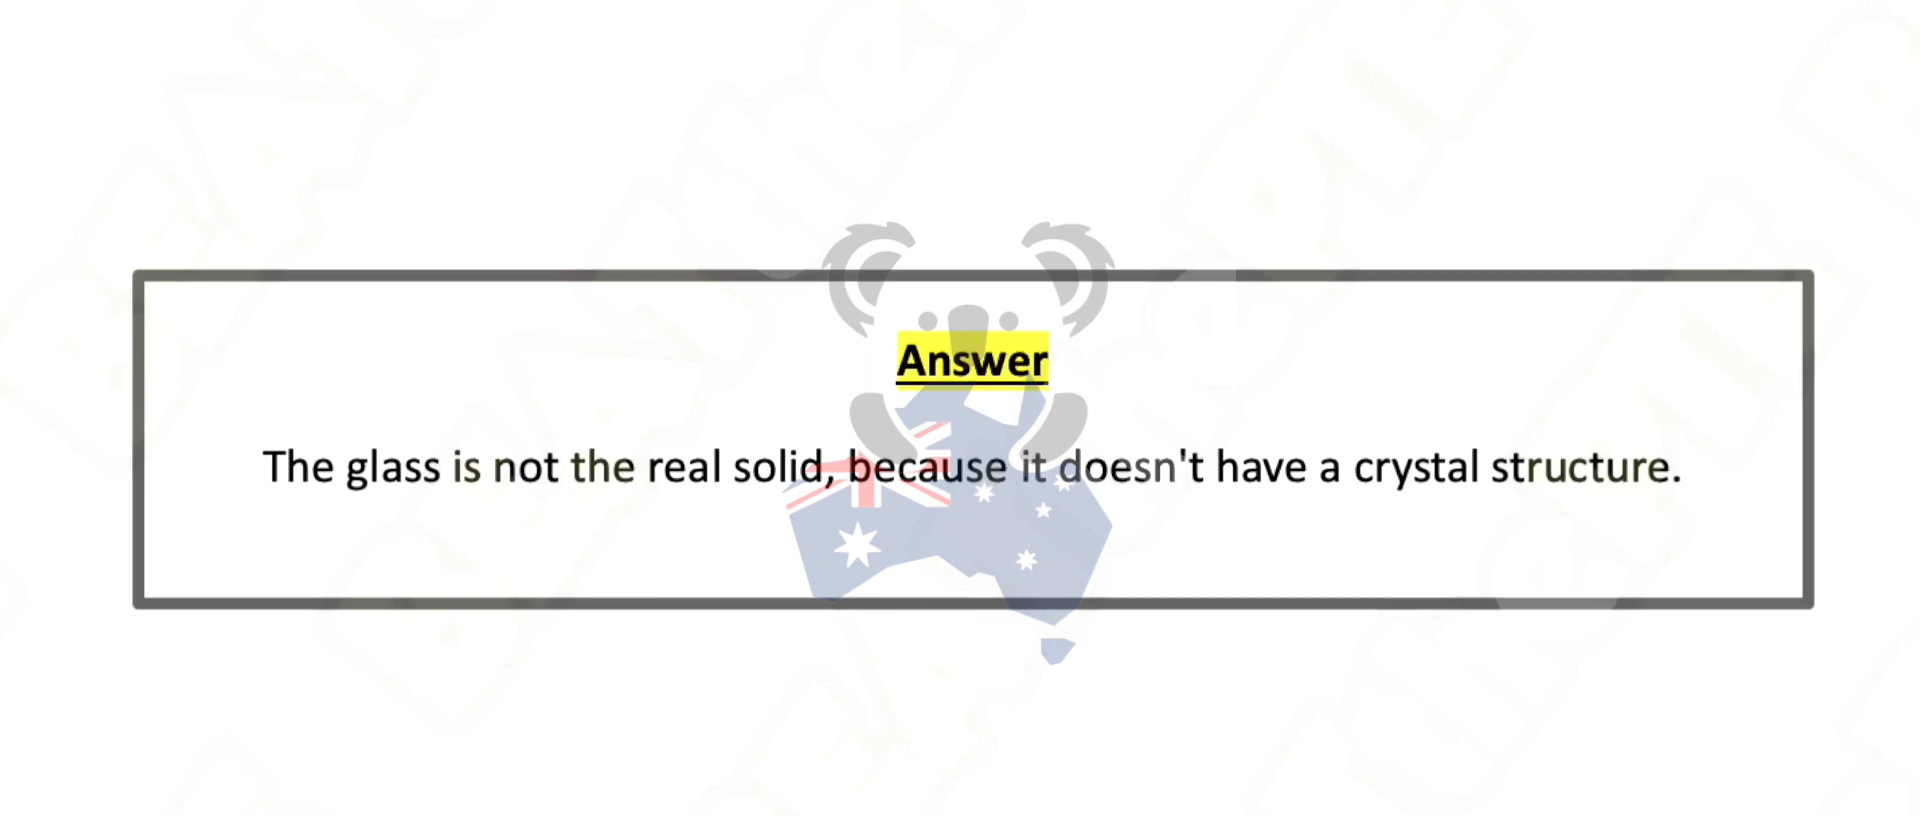 Answer
The glass is not the real solid, because it doesn't have a crystal structure.